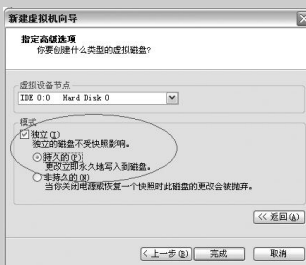 新建虚拟机向导
指定高级选项
你要创建什么类型的虚拟磁盘?
虚拟设备节点
IDE 0:0 Hard Disk 0
模式
独立(I)
独立的磁盘不受快照影响。
持久的(P)
更改立即永久地写入到磁盘。
非持久的(N)
当你关闭电源或恢复一个快照时此磁盘的更改会被抛弃。
<< 返回(A)
< 上一步(B)
完成
取消